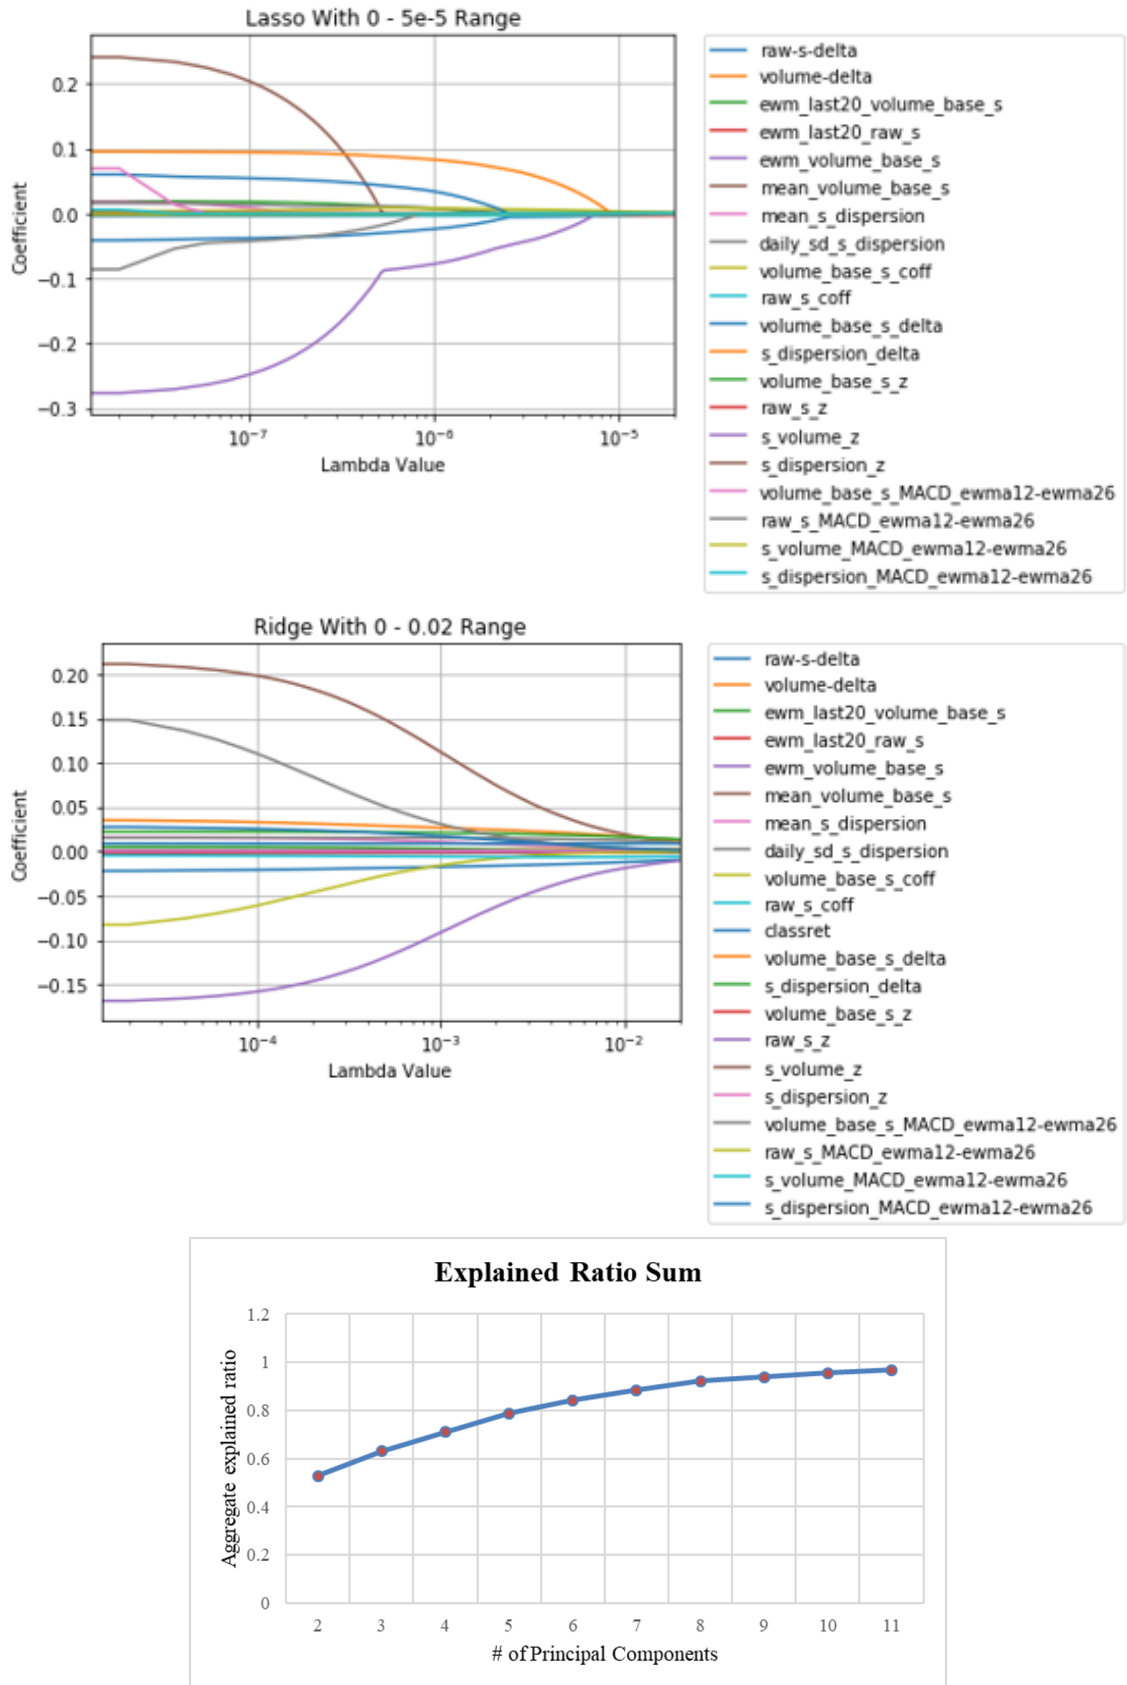 Lasso With 0 - 5e-5 Range
0.2
0.1
0.0
−0.1
−0.2
−0.3
Coefficient
10⁻⁷
10⁻⁶
10⁻⁵
Lambda Value
raw-s-delta
volume-delta
ewm_last20_volume_base_s
ewm_last20_raw_s
ewm_volume_base_s
mean_volume_base_s
mean_s_dispersion
daily_sd_s_dispersion
volume_base_s_coff
raw_s_coff
volume_base_s_delta
s_dispersion_delta
volume_base_s_z
raw_s_z
s_volume_z
s_dispersion_z
volume_base_s_MACD_ewma12-ewma26
raw_s_MACD_ewma12-ewma26
s_volume_MACD_ewma12-ewma26
s_dispersion_MACD_ewma12-ewma26
Ridge With 0 - 0.02 Range
0.20
0.15
0.10
0.05
0.00
−0.05
−0.10
−0.15
Coefficient
10⁻⁴
10⁻³
10⁻²
Lambda Value
raw-s-delta
volume-delta
ewm_last20_volume_base_s
ewm_last20_raw_s
ewm_volume_base_s
mean_volume_base_s
mean_s_dispersion
daily_sd_s_dispersion
volume_base_s_coff
raw_s_coff
classret
volume_base_s_delta
s_dispersion_delta
volume_base_s_z
raw_s_z
s_volume_z
s_dispersion_z
volume_base_s_MACD_ewma12-ewma26
raw_s_MACD_ewma12-ewma26
s_volume_MACD_ewma12-ewma26
s_dispersion_MACD_ewma12-ewma26
Explained Ratio Sum
1.2
1
0.8
0.6
0.4
0.2
0
Aggregate explained ratio
2 3 4 5 6 7 8 9 10 11
# of Principal Components